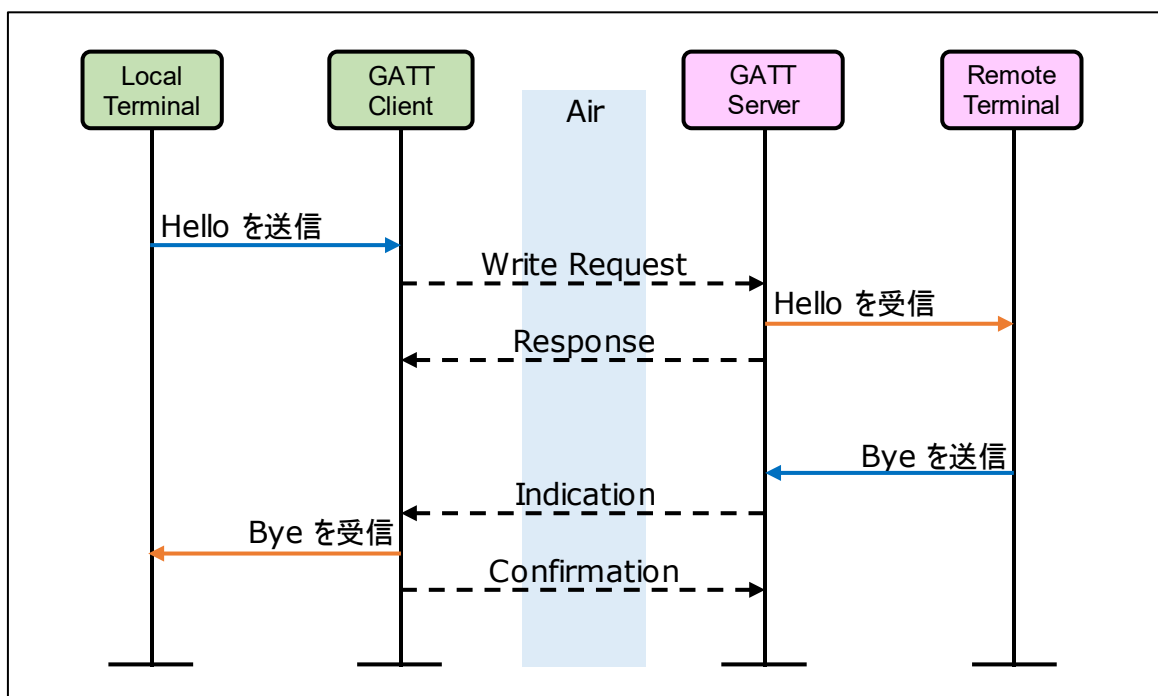 Local
Terminal
GATT
Client
Air
GATT
Server
Remote
Terminal
Hello を送信
Write Request
Hello を受信
Response
Bye を送信
Indication
Bye を受信
Confirmation